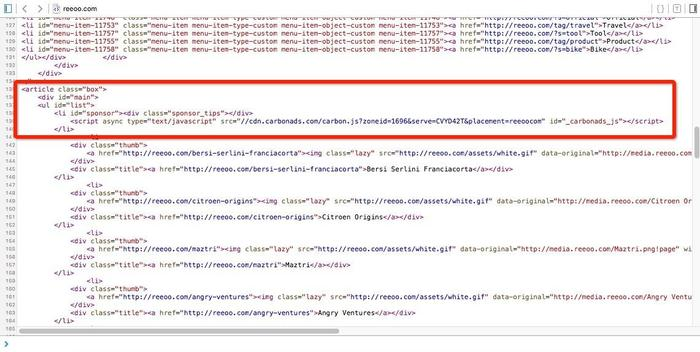 reeoo.com
<li id="menu-item-11757" class="menu-item menu-item-type-custom menu-item-object-custom menu-item-11757"><a href="http://reeoo.com/tag/travel">Travel</a></li>
class="menu-item menu-item-type-custom menu-item-object-custom menu-item-
"><a href="http://reeoo.com/?s=tool">Tool</a></li>
<li id="menu-item-11755" class="menu-item menu-item-type-custom menu-item-object-custom menu-item-11755"><a href="http://reeoo.com/tag/product">Product</a></li>
<li id="menu-item-11758" class="menu-item menu-item-type-custom menu-item-object-custom menu-item-11758"><a href="http://reeoo.com/?s=bike">Bike</a></li>
</ul></div> </div>
</div>
</div>
<article class="box">
<div id="main">
<ul id="list">
<li id="sponsor"><div class="sponsor_tips"></div>
<script async type="text/javascript" src="//cdn.carbonads.com/carbon.js?zoneid=1696&serve=CVYD42T&placement=reeoocom" id="_carbonads_js"></script>
</li>
<li>
<div class="thumb">
<a href="http://reeoo.com/bersi-serlini-franciacorta"><img class="lazy" src="http://reeoo.com/assets/white.gif" data-original="http://media.reeoo.com
</div>
<div class="title"><a href="http://reeoo.com/bersi-serlini-franciacorta">Bersi Serlini Franciacorta</a></div>
</li>
<li>
<div class="thumb">
<a href="http://reeoo.com/citroen-origins"><img class="lazy" src="http://reeoo.com/assets/white.gif" data-original="http://media.reeoo.com/Citroen Or
</div>
<div class="title"><a href="http://reeoo.com/citroen-origins">Citroen Origins</a></div>
</li>
<li>
<div class="thumb">
<a href="http://reeoo.com/maztri"><img class="lazy" src="http://reeoo.com/assets/white.gif" data-original="http://media.reeoo.com/Maztri.png!page" wi
</div>
<div class="title"><a href="http://reeoo.com/maztri">Maztri</a></div>
</li>
<li>
<div class="thumb">
<a href="http://reeoo.com/angry-ventures"><img class="lazy" src="http://reeoo.com/assets/white.gif" data-original="http://media.reeoo.com/Angry Ventu
</div>
<div class="title"><a href="http://reeoo.com/angry-ventures">Angry Ventures</a></div>
</li>